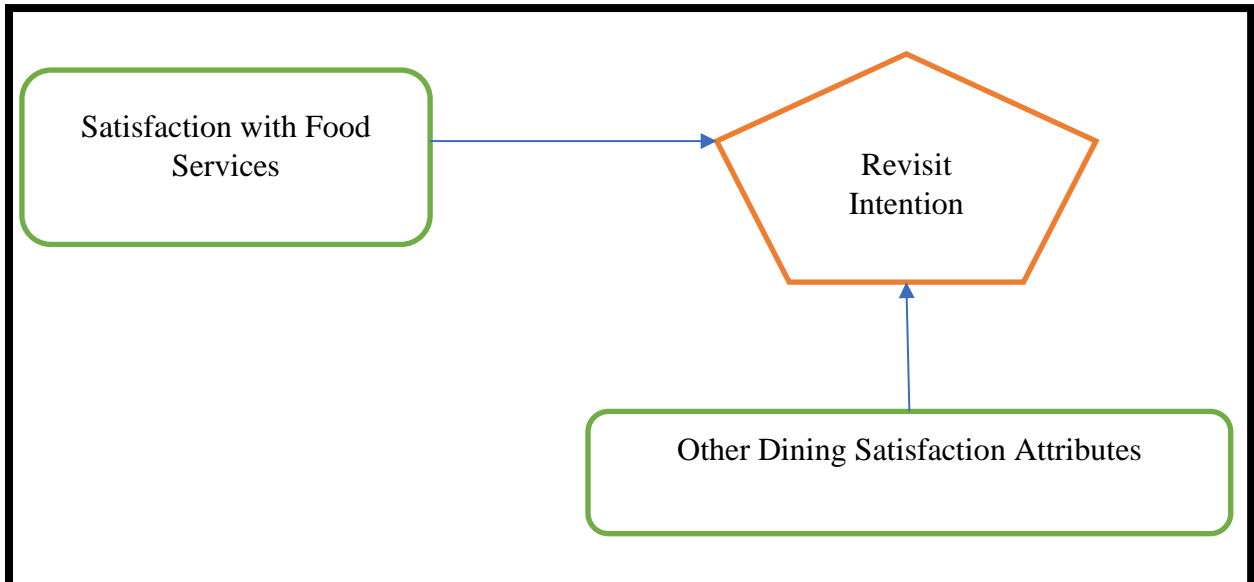 Satisfaction with Food
Services
Revisit
Intention
Other Dining Satisfaction Attributes